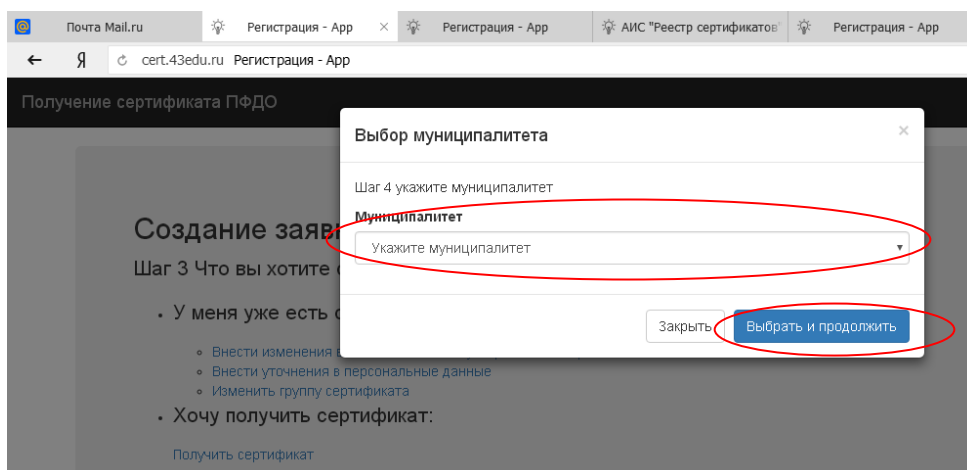 Почта Mail.ru
Регистрация - App ×
Регистрация - App
АИС "Реестр сертификатов"
Регистрация - App
← Я cert.43edu.ru Регистрация - App
Получение сертификата ПФДО
Выбор муниципалитета ×
Шаг 4 укажите муниципалитет
Муниципалитет
Укажите муниципалитет
Закрыть Выбрать и продолжить
Создание
Шаг 3 Что вы хотите
У меня уже есть
Внести изменения
Внести уточнения в персональные данные
Изменить группу сертификата
Хочу получить сертификат:
Получить сертификат